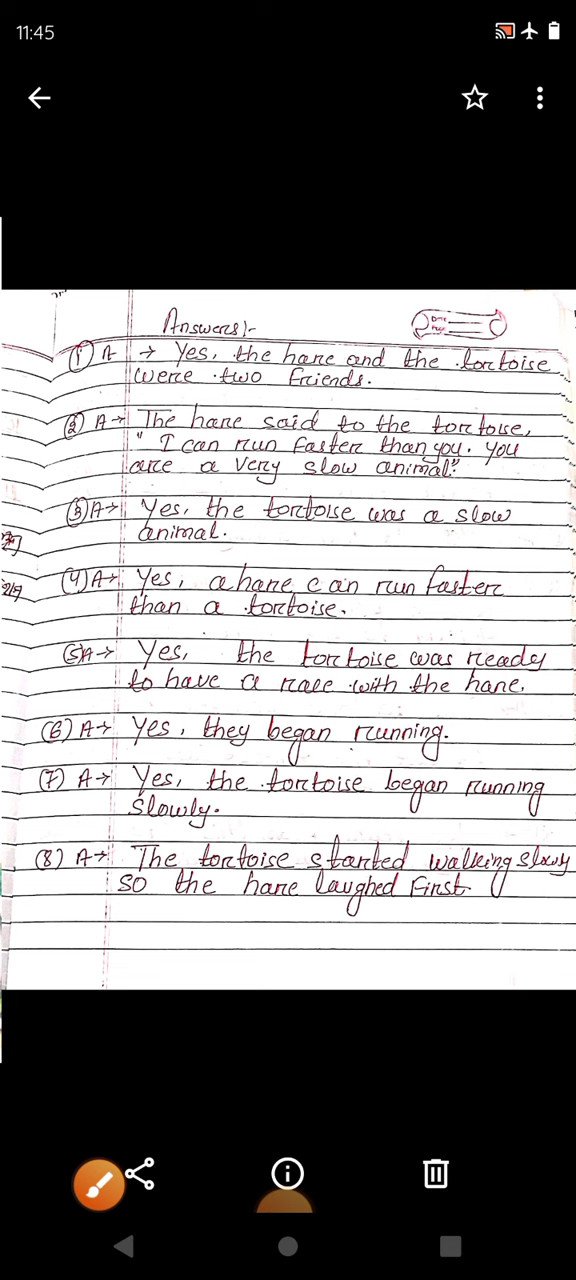 11:45
Answers:-
(1) A → Yes, the hare and the tortoise
were two friends.
(2) A→ The hare said to the tortoise,
"I can run faster than you. You
are a very slow animal."
(3) A→ Yes, the tortoise was a slow
animal.
(4) A→ Yes, a hare can run faster
than a tortoise.
(5) A→ Yes, the tortoise was ready
to have a race with the hare.
(6) A→ Yes, they began running.
(7) A→ Yes, the tortoise began running
slowly.
(8) A→ The tortoise started walking slowly
so the hare laughed first.